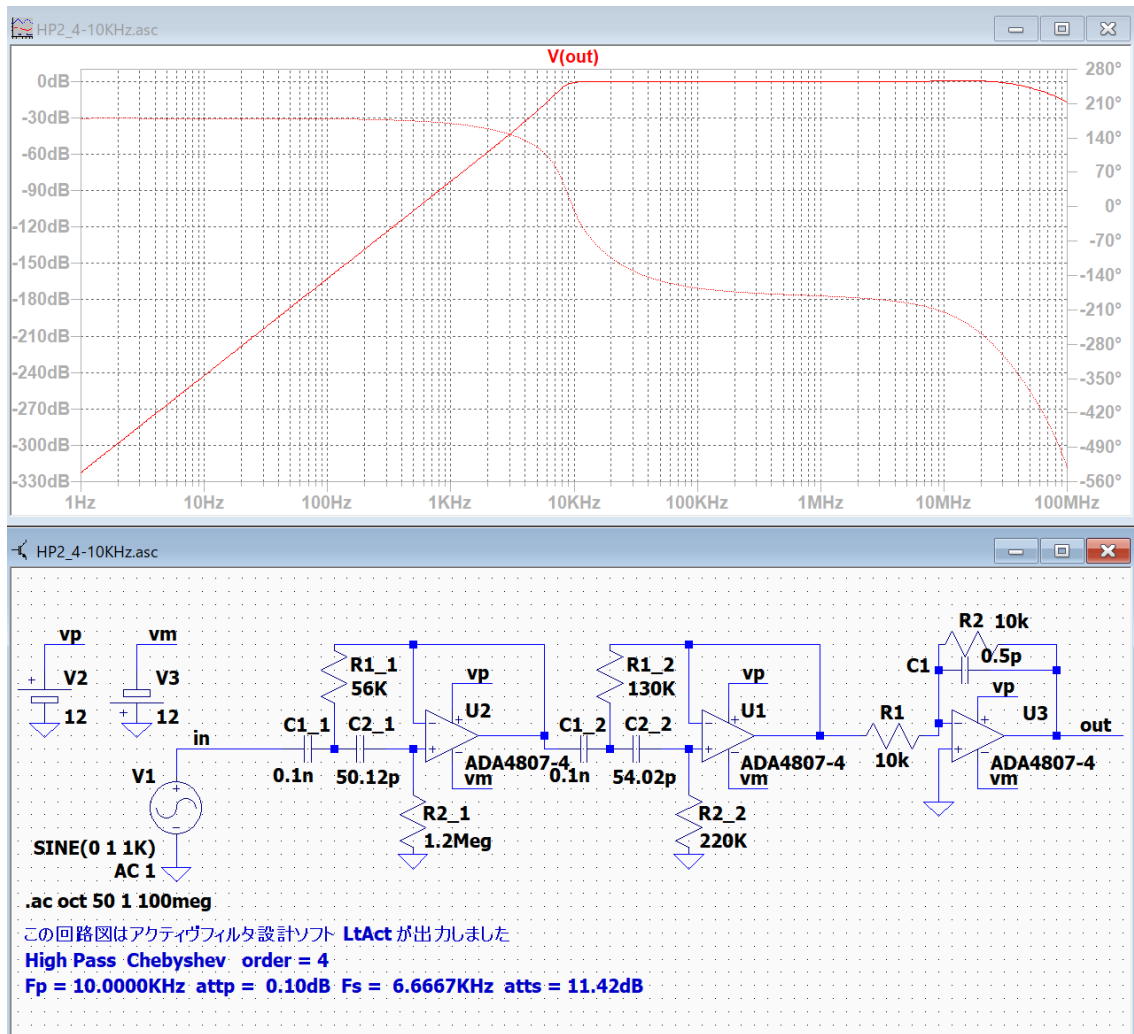 HP2_4-10KHz.asc
V(out)
0dB
-30dB
-60dB
-90dB
-120dB
-150dB
-180dB
-210dB
-240dB
-270dB
-300dB
-330dB
280°
210°
140°
70°
0°
-70°
-140°
-210°
-280°
-350°
-420°
-490°
-560°
1Hz 10Hz 100Hz 1KHz 10KHz 100KHz 1MHz 10MHz 100MHz
HP2_4-10KHz.asc
vp
V2
12
vm
V3
12
in
V1
SINE(0 1 1K)
AC 1
R1_1
56K
C1_1
0.1n
C2_1
50.12p
vp
U2
ADA4807-4
vm
R2_1
1.2Meg
R1_2
130K
C1_2
0.1n
C2_2
54.02p
vp
U1
ADA4807-4
vm
R2_2
220K
R1
10k
R2 10k
C1
0.5p
vp
U3
ADA4807-4
vm
out
.ac oct 50 1 100meg
この回路図はアクティヴフィルタ設計ソフト LtAct が出力しました
High Pass Chebyshev order = 4
Fp = 10.0000KHz attp = 0.10dB Fs = 6.6667KHz atts = 11.42dB